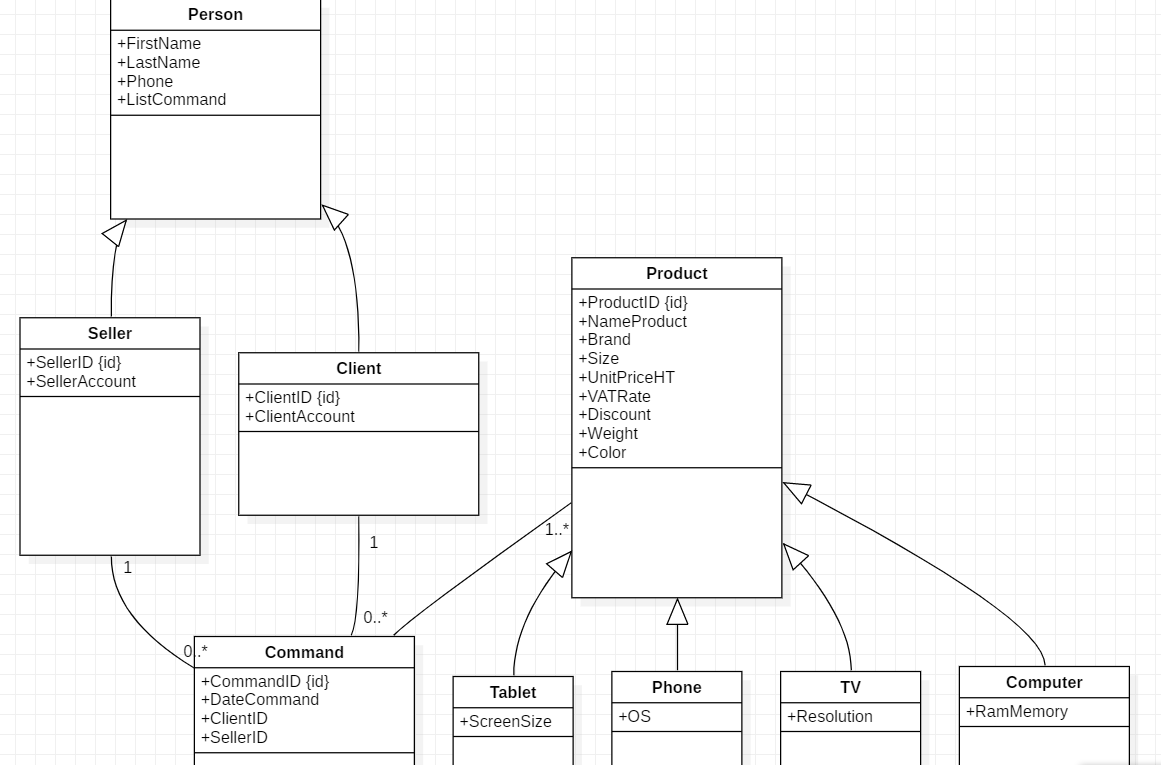 Person
+FirstName
+LastName
+Phone
+ListCommand
Seller
+SellerID {id}
+SellerAccount
Client
+ClientID {id}
+ClientAccount
Product
+ProductID {id}
+NameProduct
+Brand
+Size
+UnitPriceHT
+VATRate
+Discount
+Weight
+Color
1..*
1
1
0..*
0..*
Command
+CommandID {id}
+DateCommand
+ClientID
+SellerID
Tablet
+ScreenSize
Phone
+OS
TV
+Resolution
Computer
+RamMemory